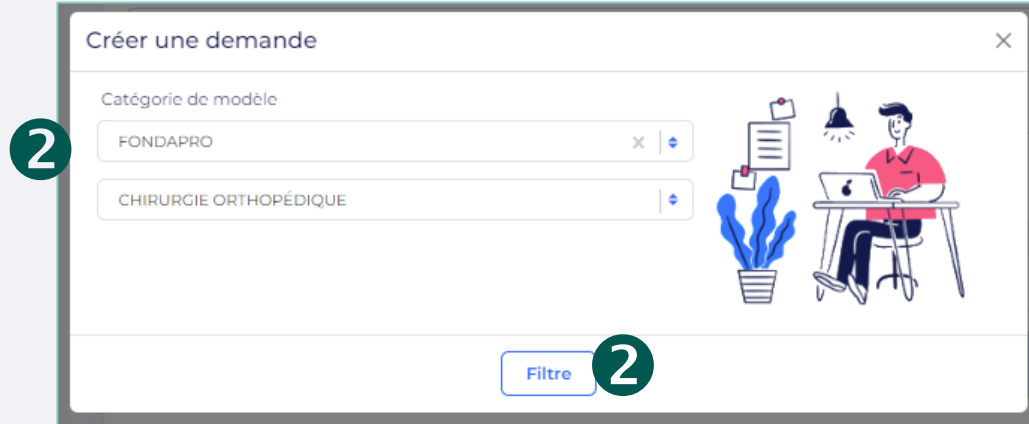 Créer une demande
Catégorie de modèle
2
FONDAPRO
CHIRURGIE ORTHOPÉDIQUE
Filtre
2